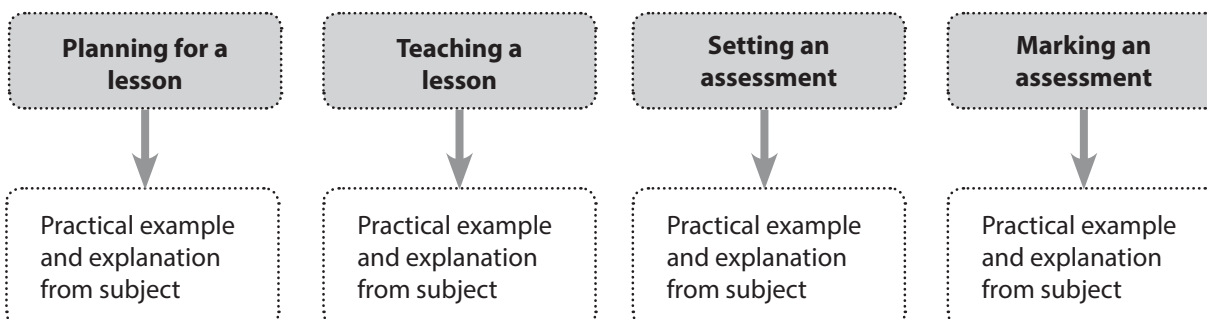 Planning for a
lesson
Teaching a
lesson
Setting an
assessment
Marking an
assessment
Practical example
and explanation
from subject
Practical example
and explanation
from subject
Practical example
and explanation
from subject
Practical example
and explanation
from subject